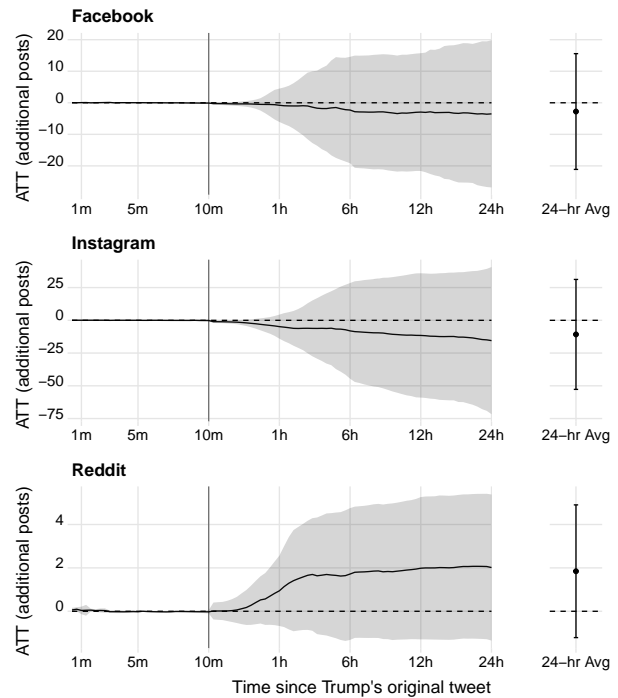 Facebook
ATT (additional posts)
20
10
0
−10
−20
1m 5m 10m 1h 6h 12h 24h 24−hr Avg
Instagram
ATT (additional posts)
25
0
−25
−50
−75
1m 5m 10m 1h 6h 12h 24h 24−hr Avg
Reddit
ATT (additional posts)
4
2
0
1m 5m 10m 1h 6h 12h 24h 24−hr Avg
Time since Trump's original tweet